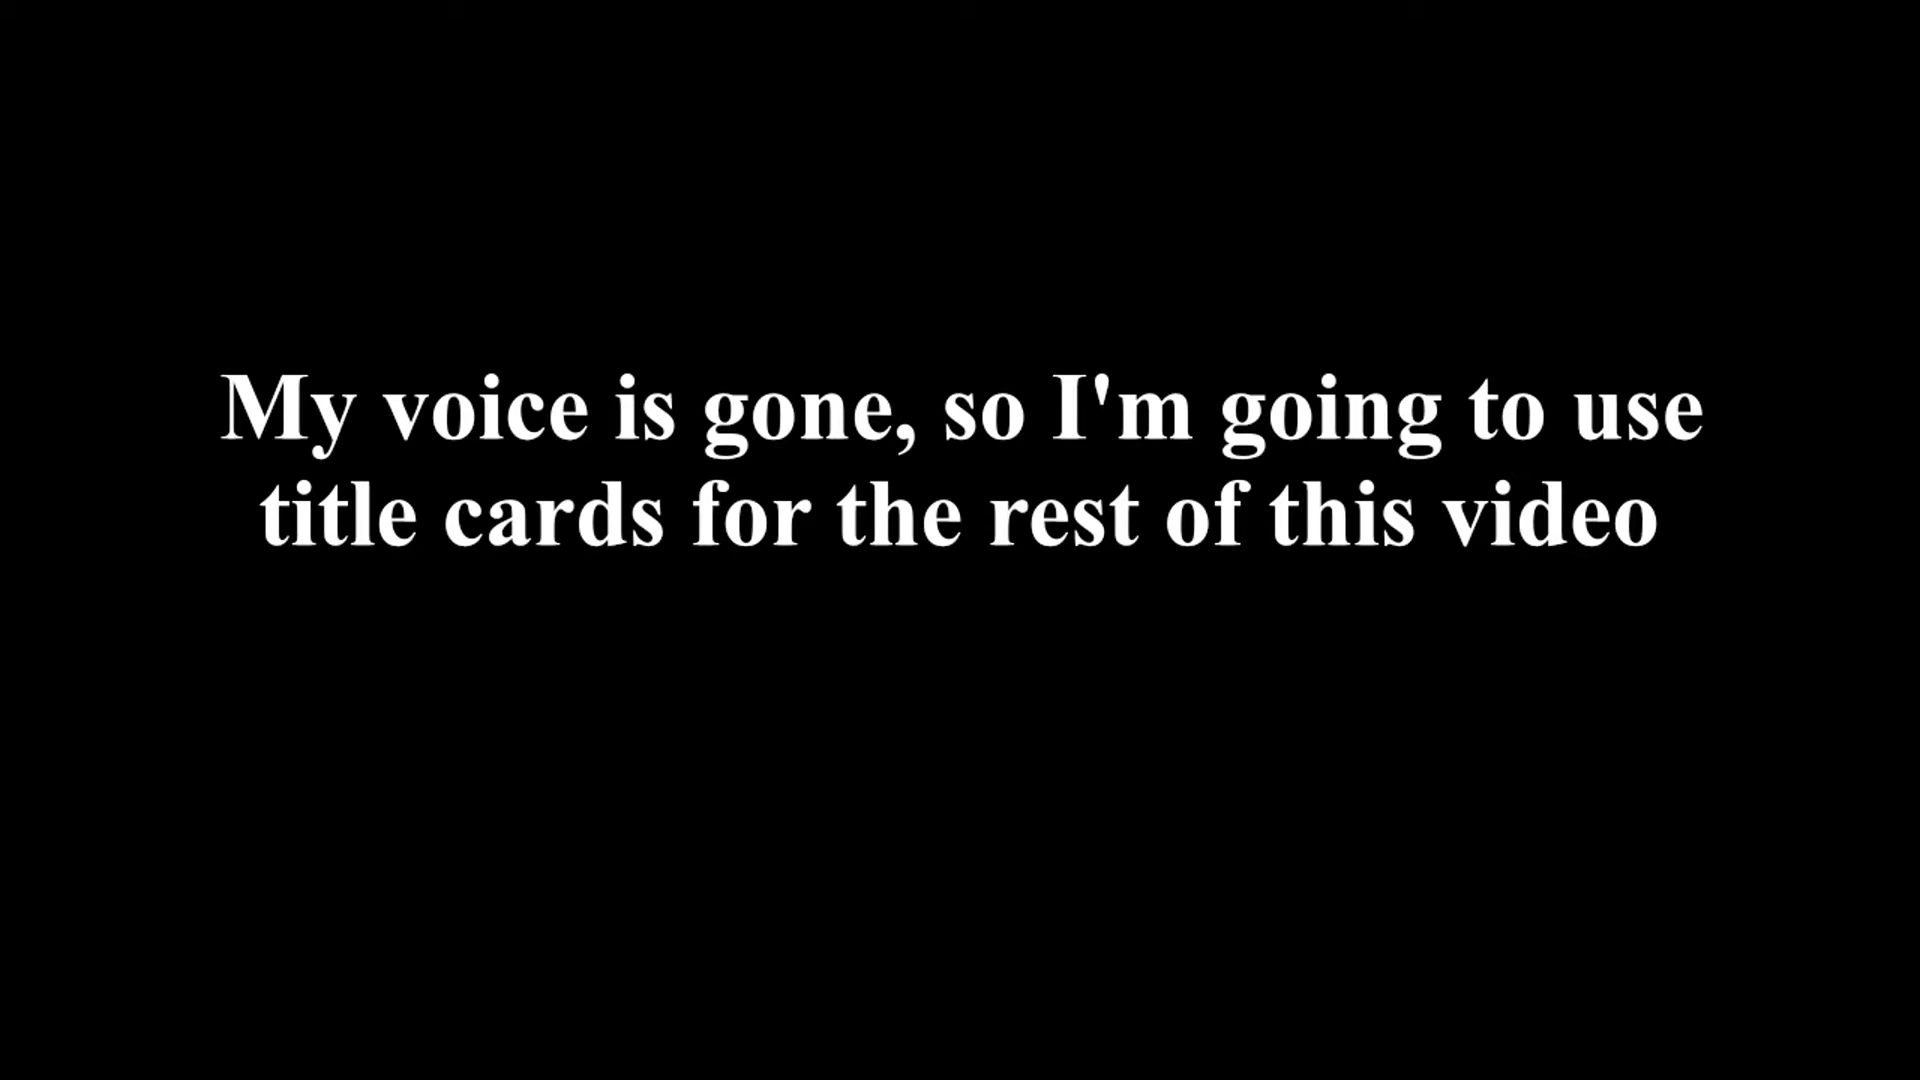 My voice is gone, so I'm going to use
title cards for the rest of this video